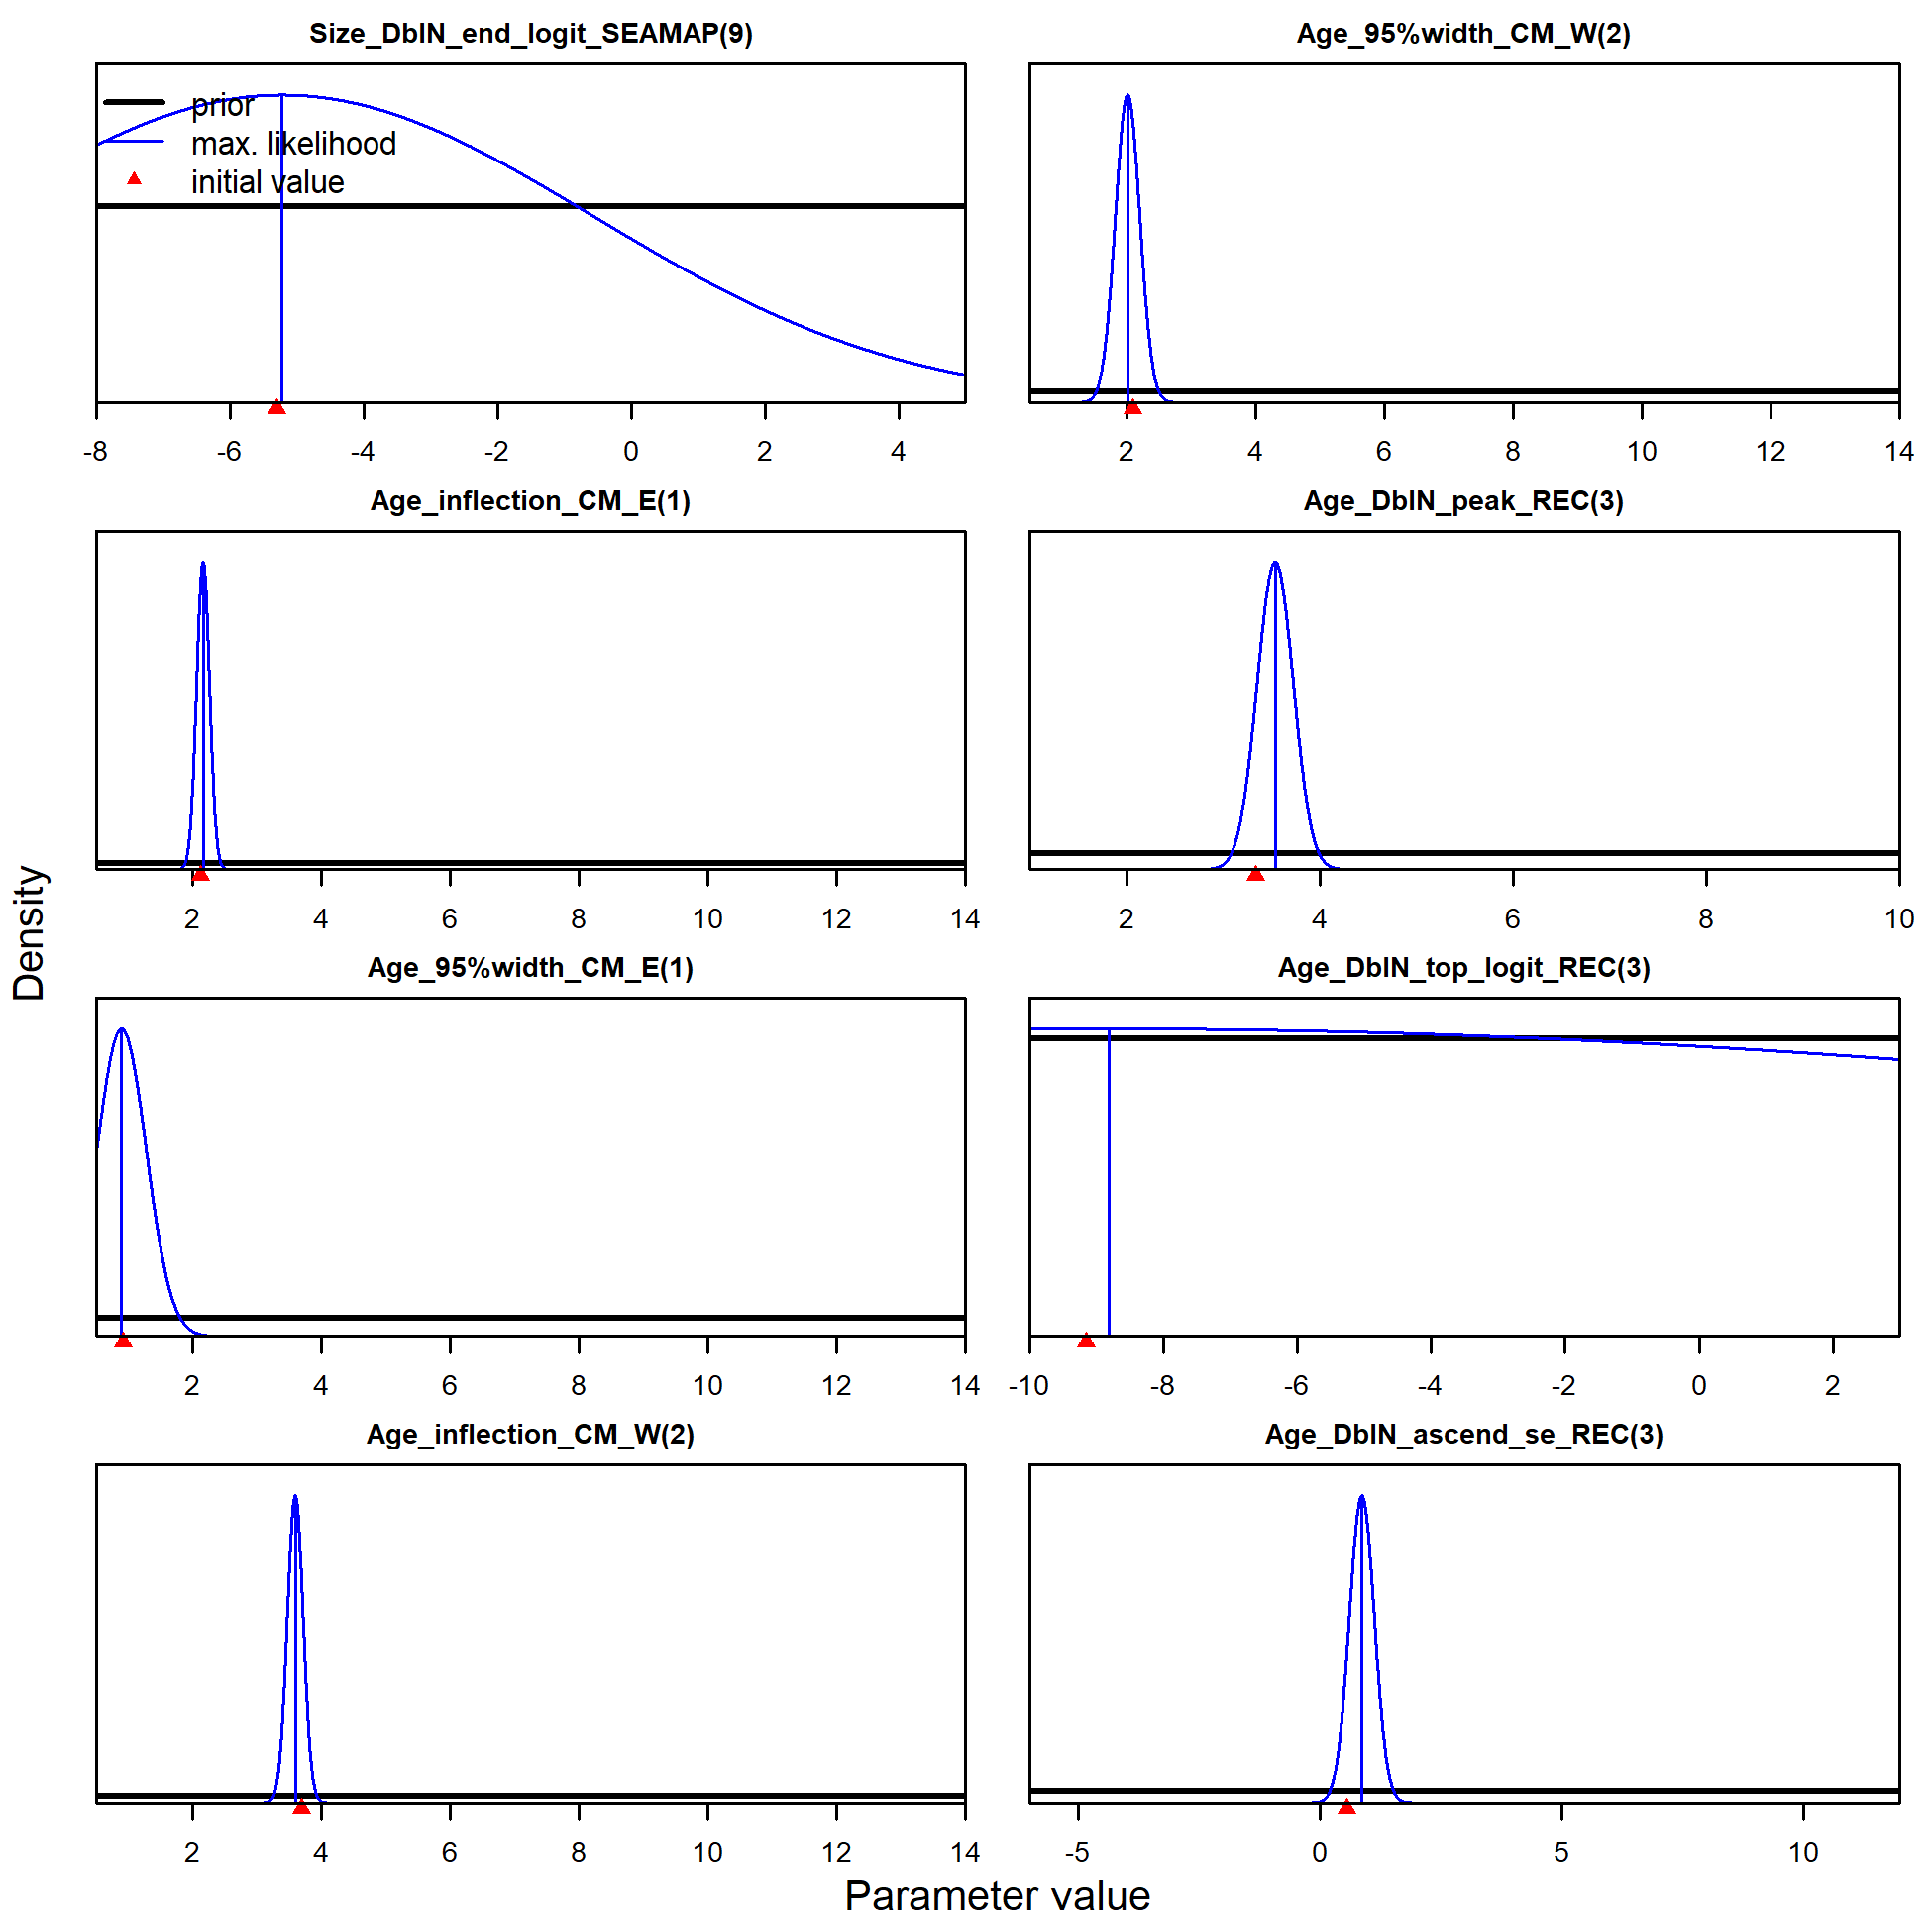 Size_DblN_end_logit_SEAMAP(9)
prior
max. likelihood
initial value
-8 -6 -4 -2 0 2 4
Age_95%width_CM_W(2)
2 4 6 8 10 12 14
Age_inflection_CM_E(1)
2 4 6 8 10 12 14
Age_DblN_peak_REC(3)
2 4 6 8 10
Age_95%width_CM_E(1)
2 4 6 8 10 12 14
Age_DblN_top_logit_REC(3)
-10 -8 -6 -4 -2 0 2
Age_inflection_CM_W(2)
2 4 6 8 10 12 14
Age_DblN_ascend_se_REC(3)
-5 0 5 10
Density
Parameter value